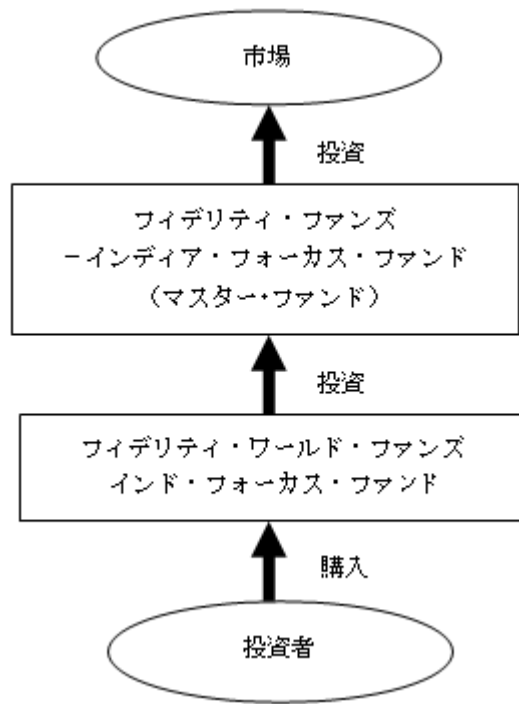 市場
投資
フィデリティ・ファンズ
－インディア・フォーカス・ファンド
（マスター・ファンド）
投資
フィデリティ・ワールド・ファンズ
インド・フォーカス・ファンド
購入
投資者